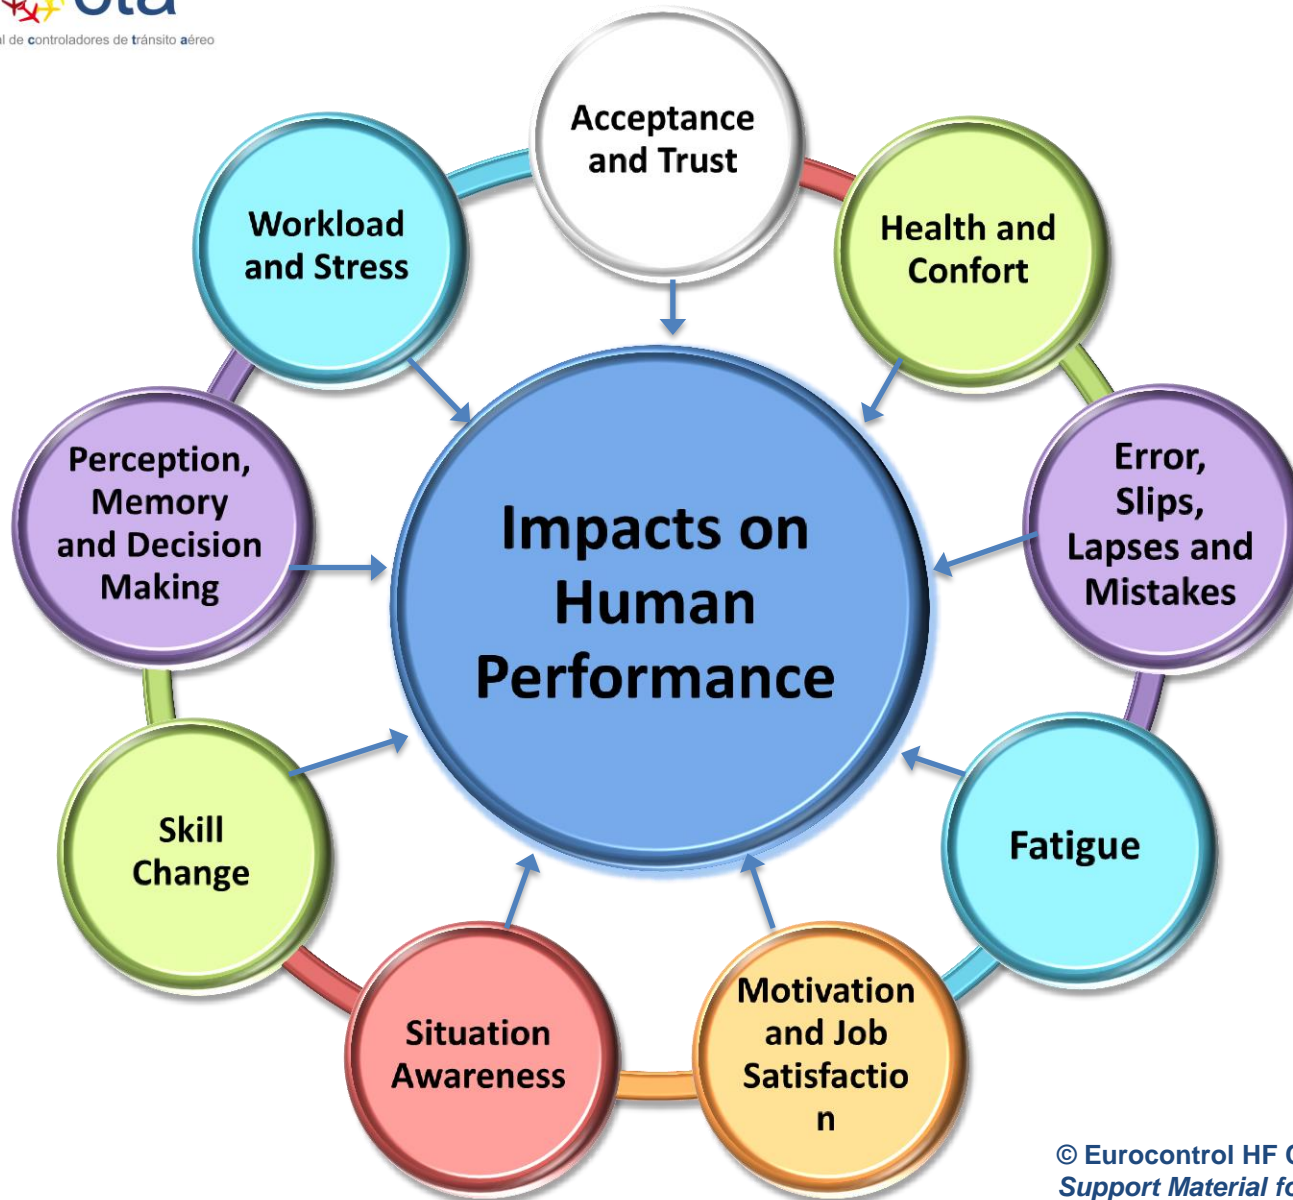 cta
de controladores de tránsito aéreo
Acceptance
and Trust
Workload
and Stress
Health and
Confort
Perception,
Memory
and Decision
Making
Error,
Slips,
Lapses and
Mistakes
Impacts on
Human
Performance
Skill
Change
Fatigue
Situation
Awareness
Motivation
and Job
Satisfactio
n
© Eurocontrol HF
Support Material